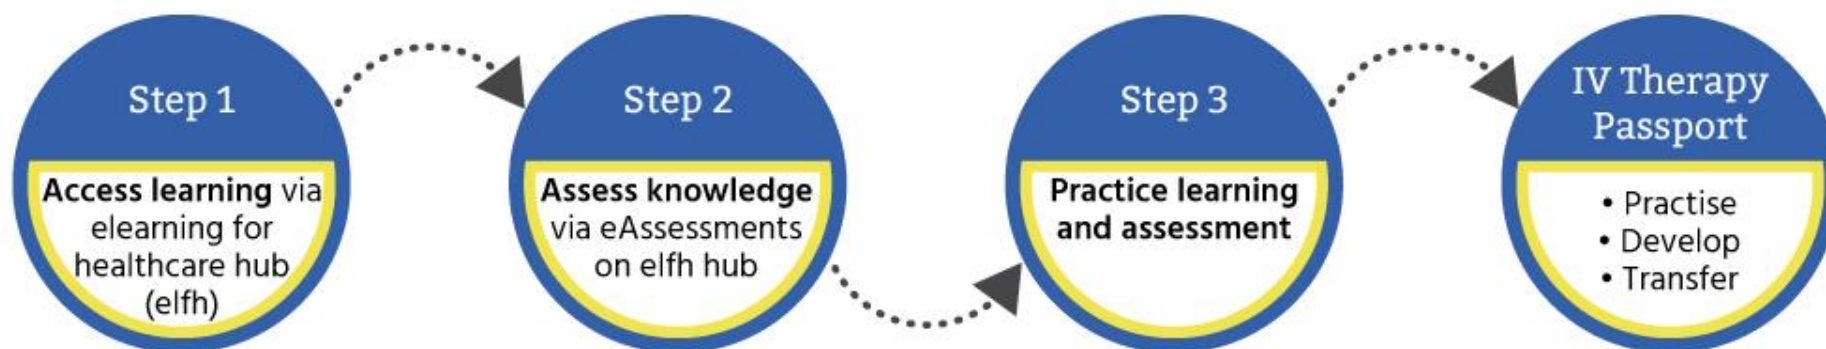 Step 1
Access learning via
elearning for
healthcare hub
(elfh)
Step 2
Assess knowledge
via eAssessments
on elfh hub
Step 3
Practice learning
and assessment
IV Therapy
Passport
• Practise
• Develop
• Transfer